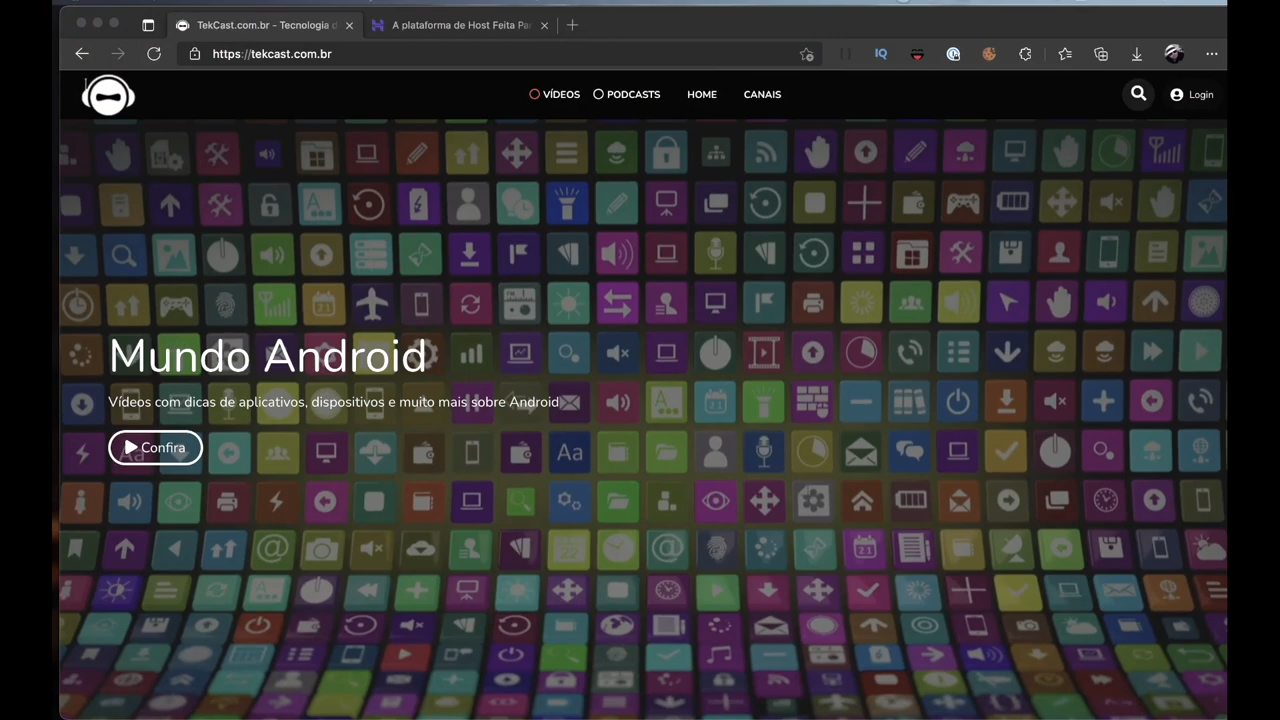 TekCast.com.br - Tecnologia d
A plataforma de Host Feita Par
https://tekcast.com.br
IQ
VÍDEOS
PODCASTS
HOME
CANAIS
Login
Mundo Android
Vídeos com dicas de aplicativos, dispositivos e muito mais sobre Android
Confira